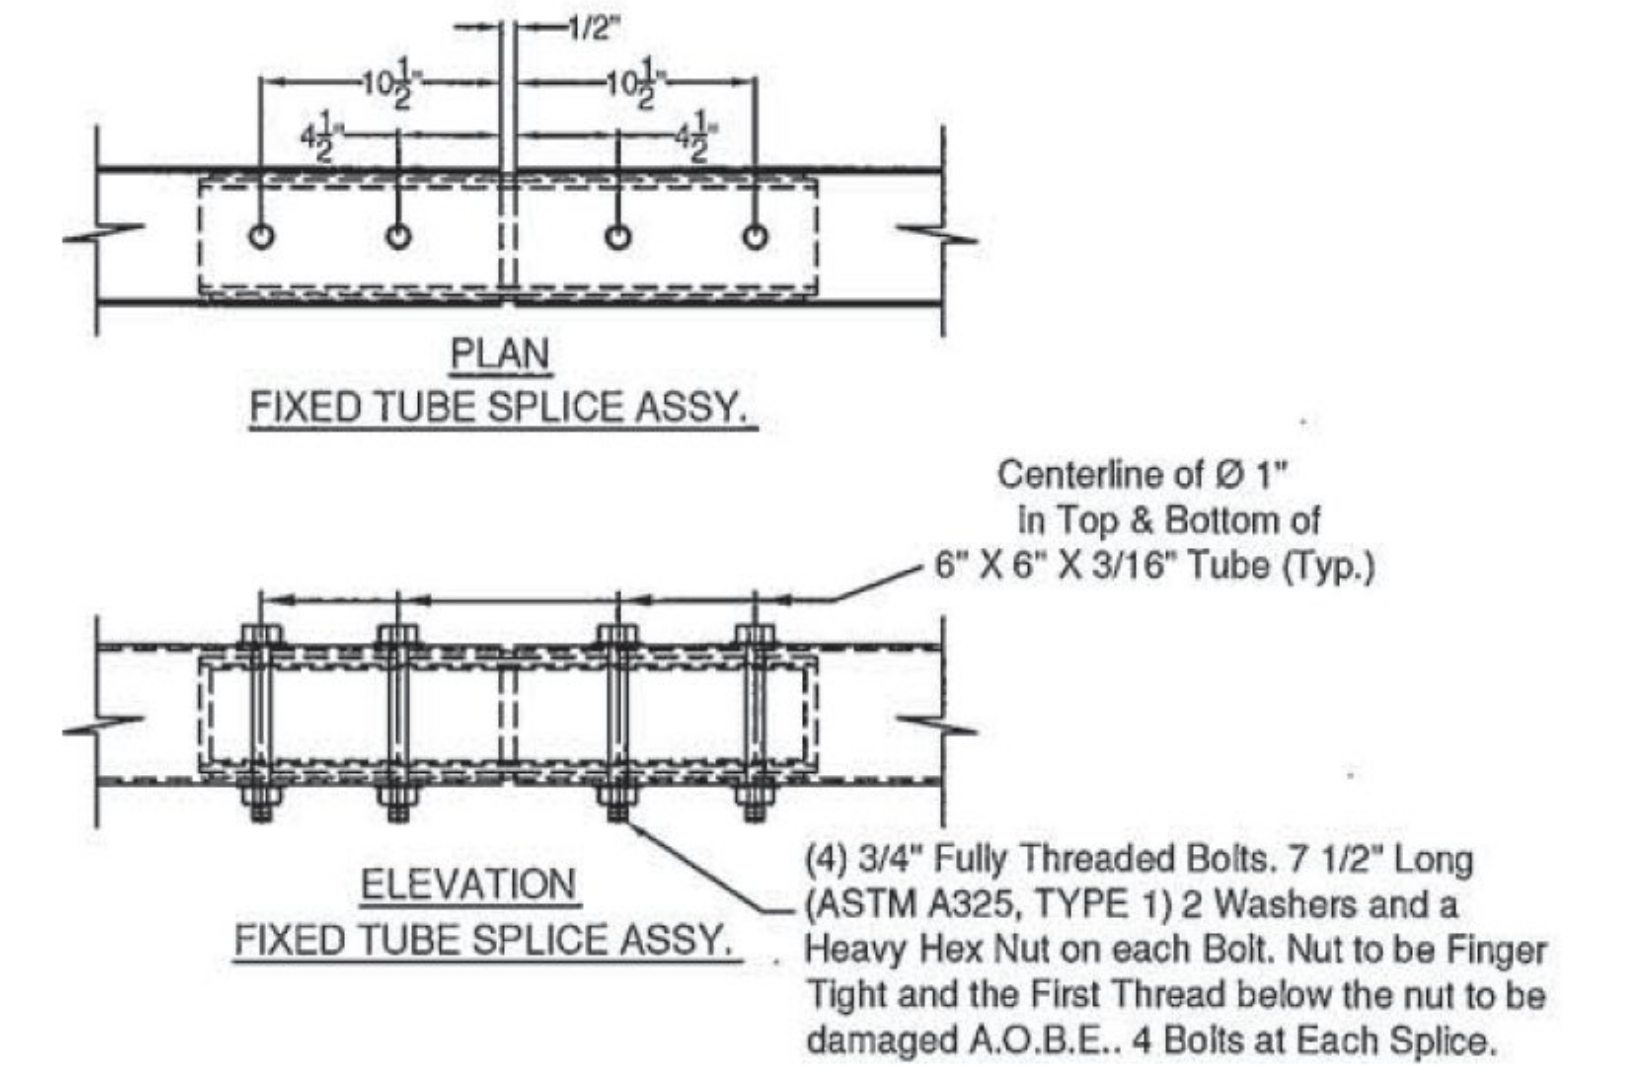 1/2"
10 1/2" 10 1/2"
4 1/2" 4 1/2"
PLAN
FIXED TUBE SPLICE ASSY.
Centerline of Ø 1"
in Top & Bottom of
6" X 6" X 3/16" Tube (Typ.)
ELEVATION
FIXED TUBE SPLICE ASSY.
(4) 3/4" Fully Threaded Bolts. 7 1/2" Long
(ASTM A325, TYPE 1) 2 Washers and a
Heavy Hex Nut on each Bolt. Nut to be Finger
Tight and the First Thread below the nut to be
damaged A.O.B.E.. 4 Bolts at Each Splice.